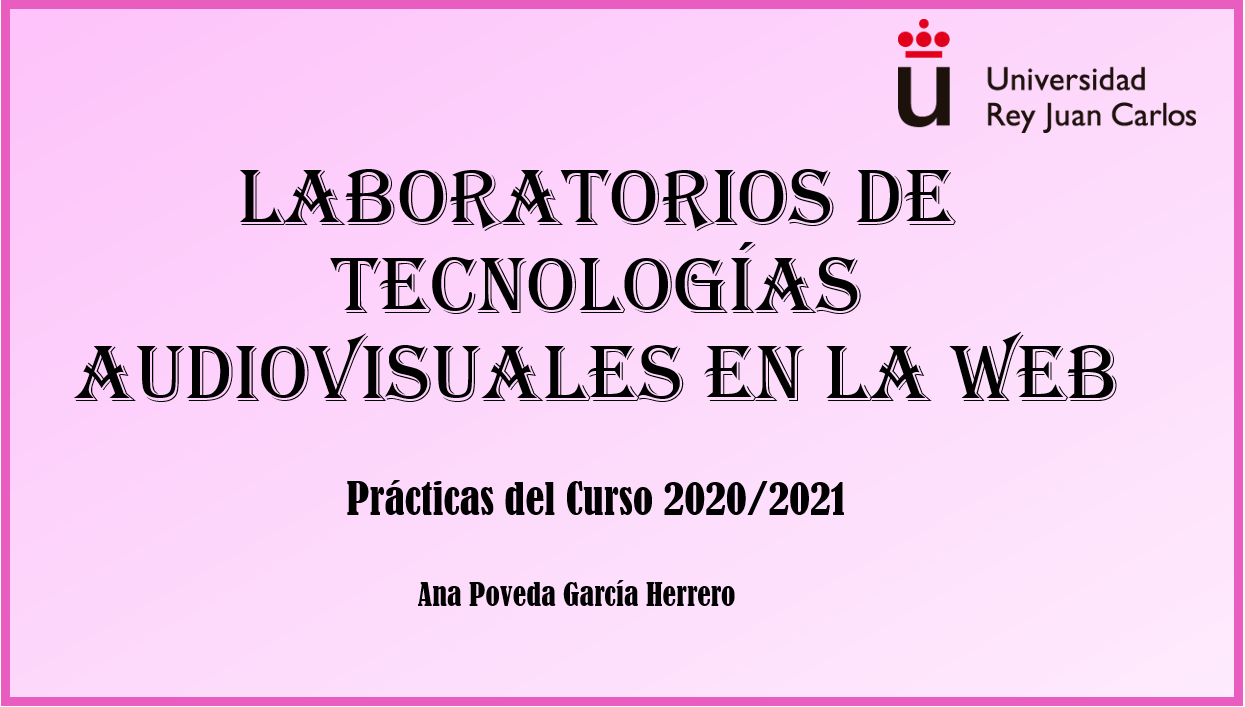 Universidad
Rey Juan Carlos
LABORATORIOS DE
TECNOLOGÍAS
AUDIOVISUALES EN LA WEB
Prácticas del Curso 2020/2021
Ana Poveda García Herrero